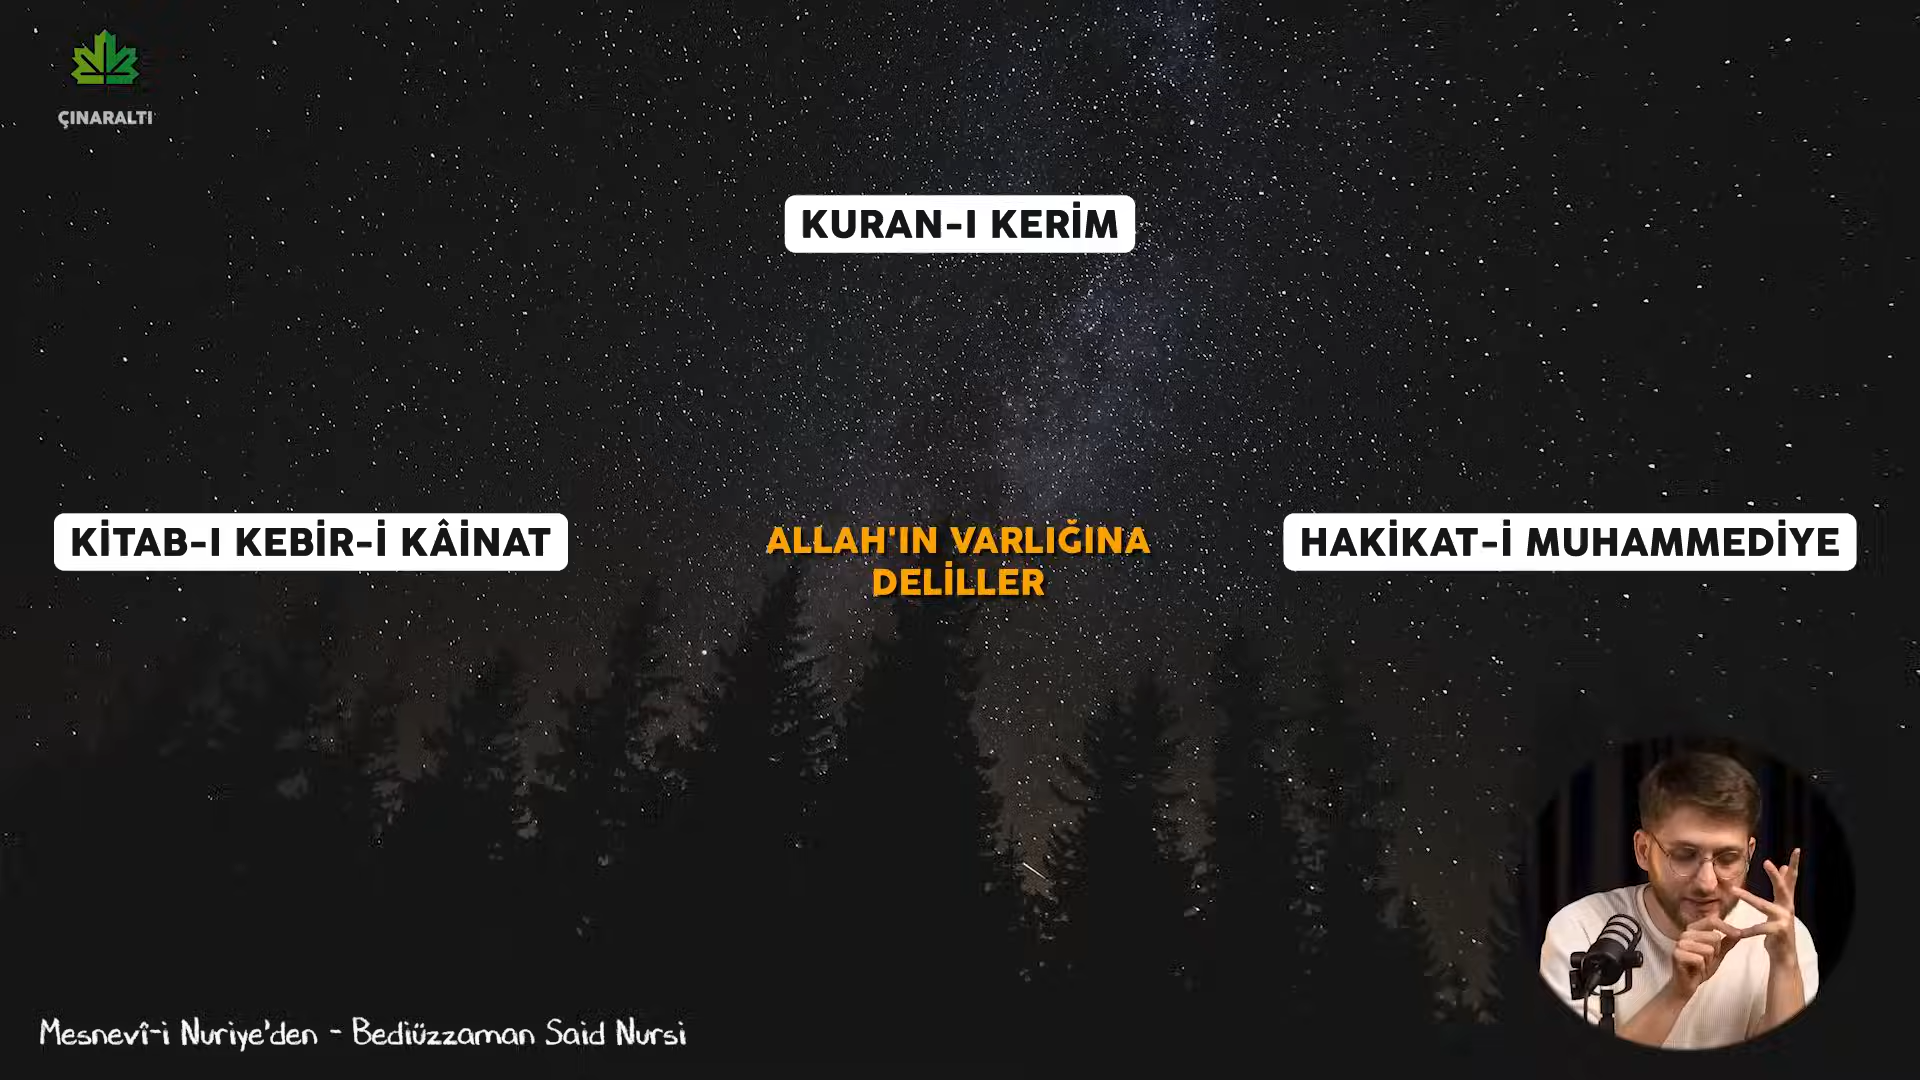 ÇINARALTI
KURAN-I KERİM
KİTAB-I KEBİR-İ KÂİNAT
ALLAH'IN VARLIĞINA
DELİLLER
HAKİKAT-İ MUHAMMEDİYE
Mesnevî-i Nuriye'den - Bediüzzaman Said Nursi